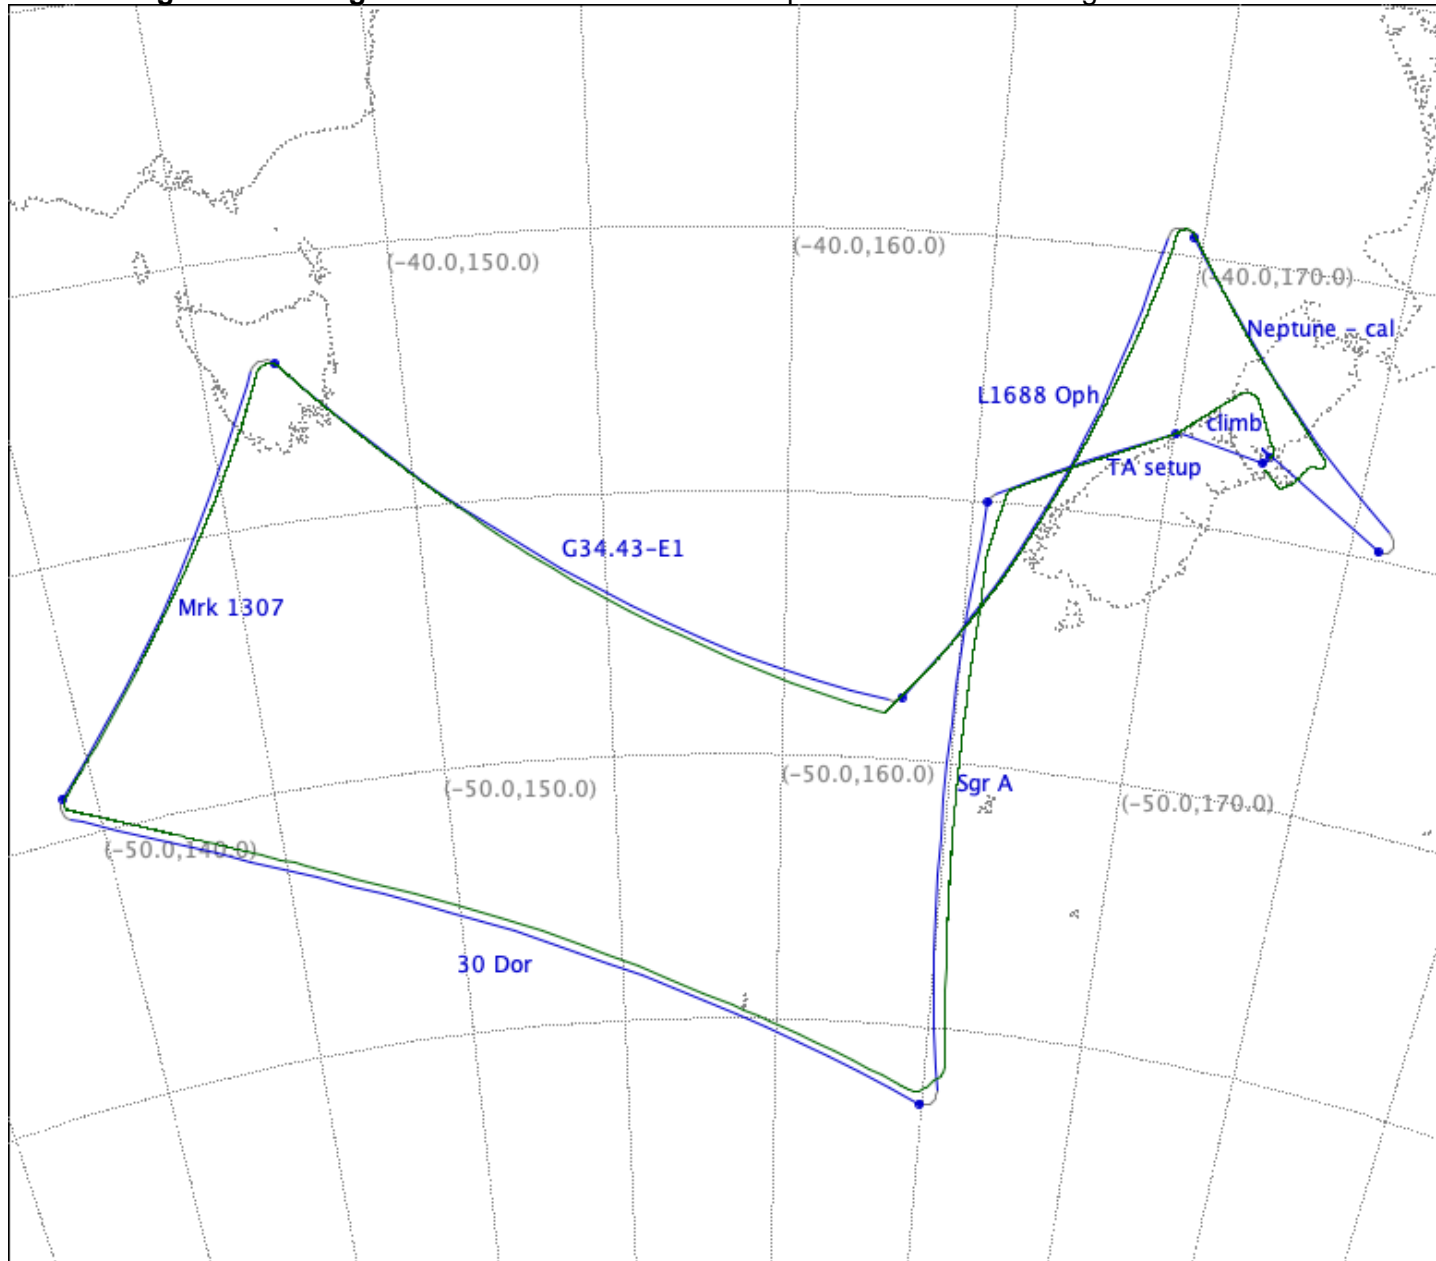 (-40.0,160.0)
(-40.0,150.0)
(-40.0,170.0)
Neptune - cal
L1688 Oph
climb
TA setup
G34.43-E1
Mrk 1307
(-50.0,160.0)
(-50.0,150.0)
Sgr A
(-50.0,170.0)
(-50.0,140.0)
30 Dor